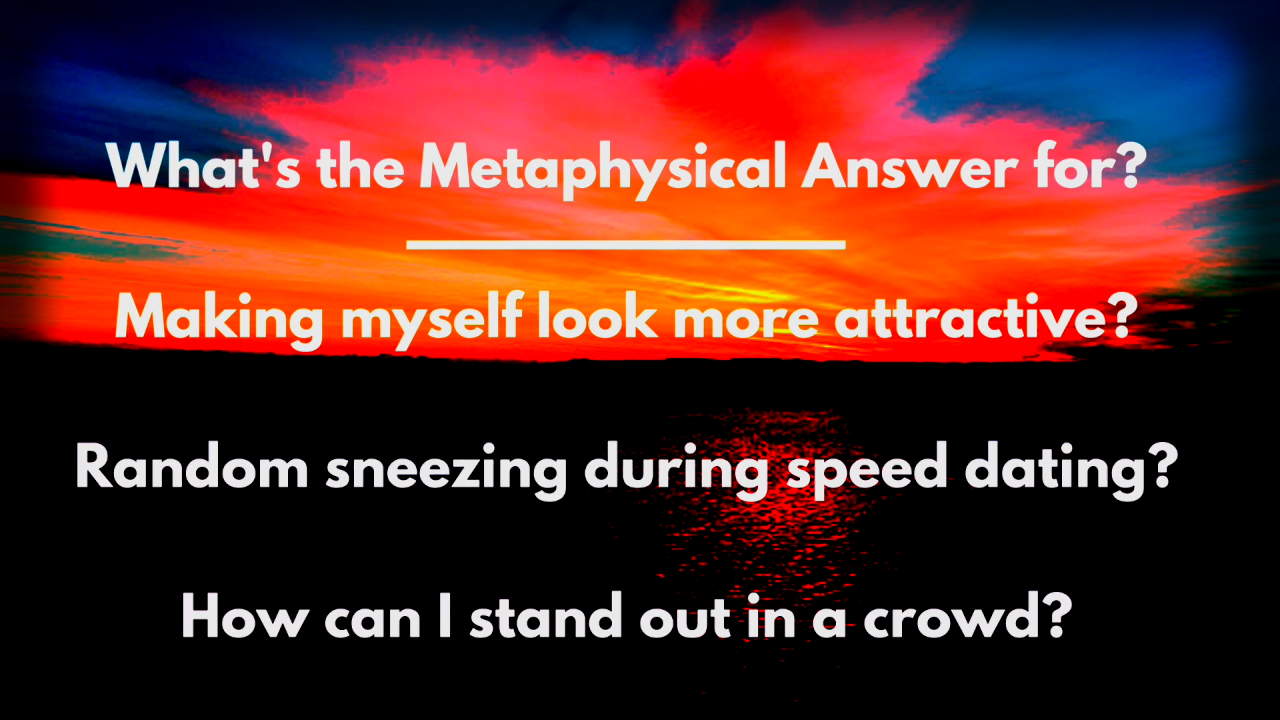 What's the Metaphysical Answer for?
Making myself look more attractive?
Random sneezing during speed dating?
How can I stand out in a crowd?